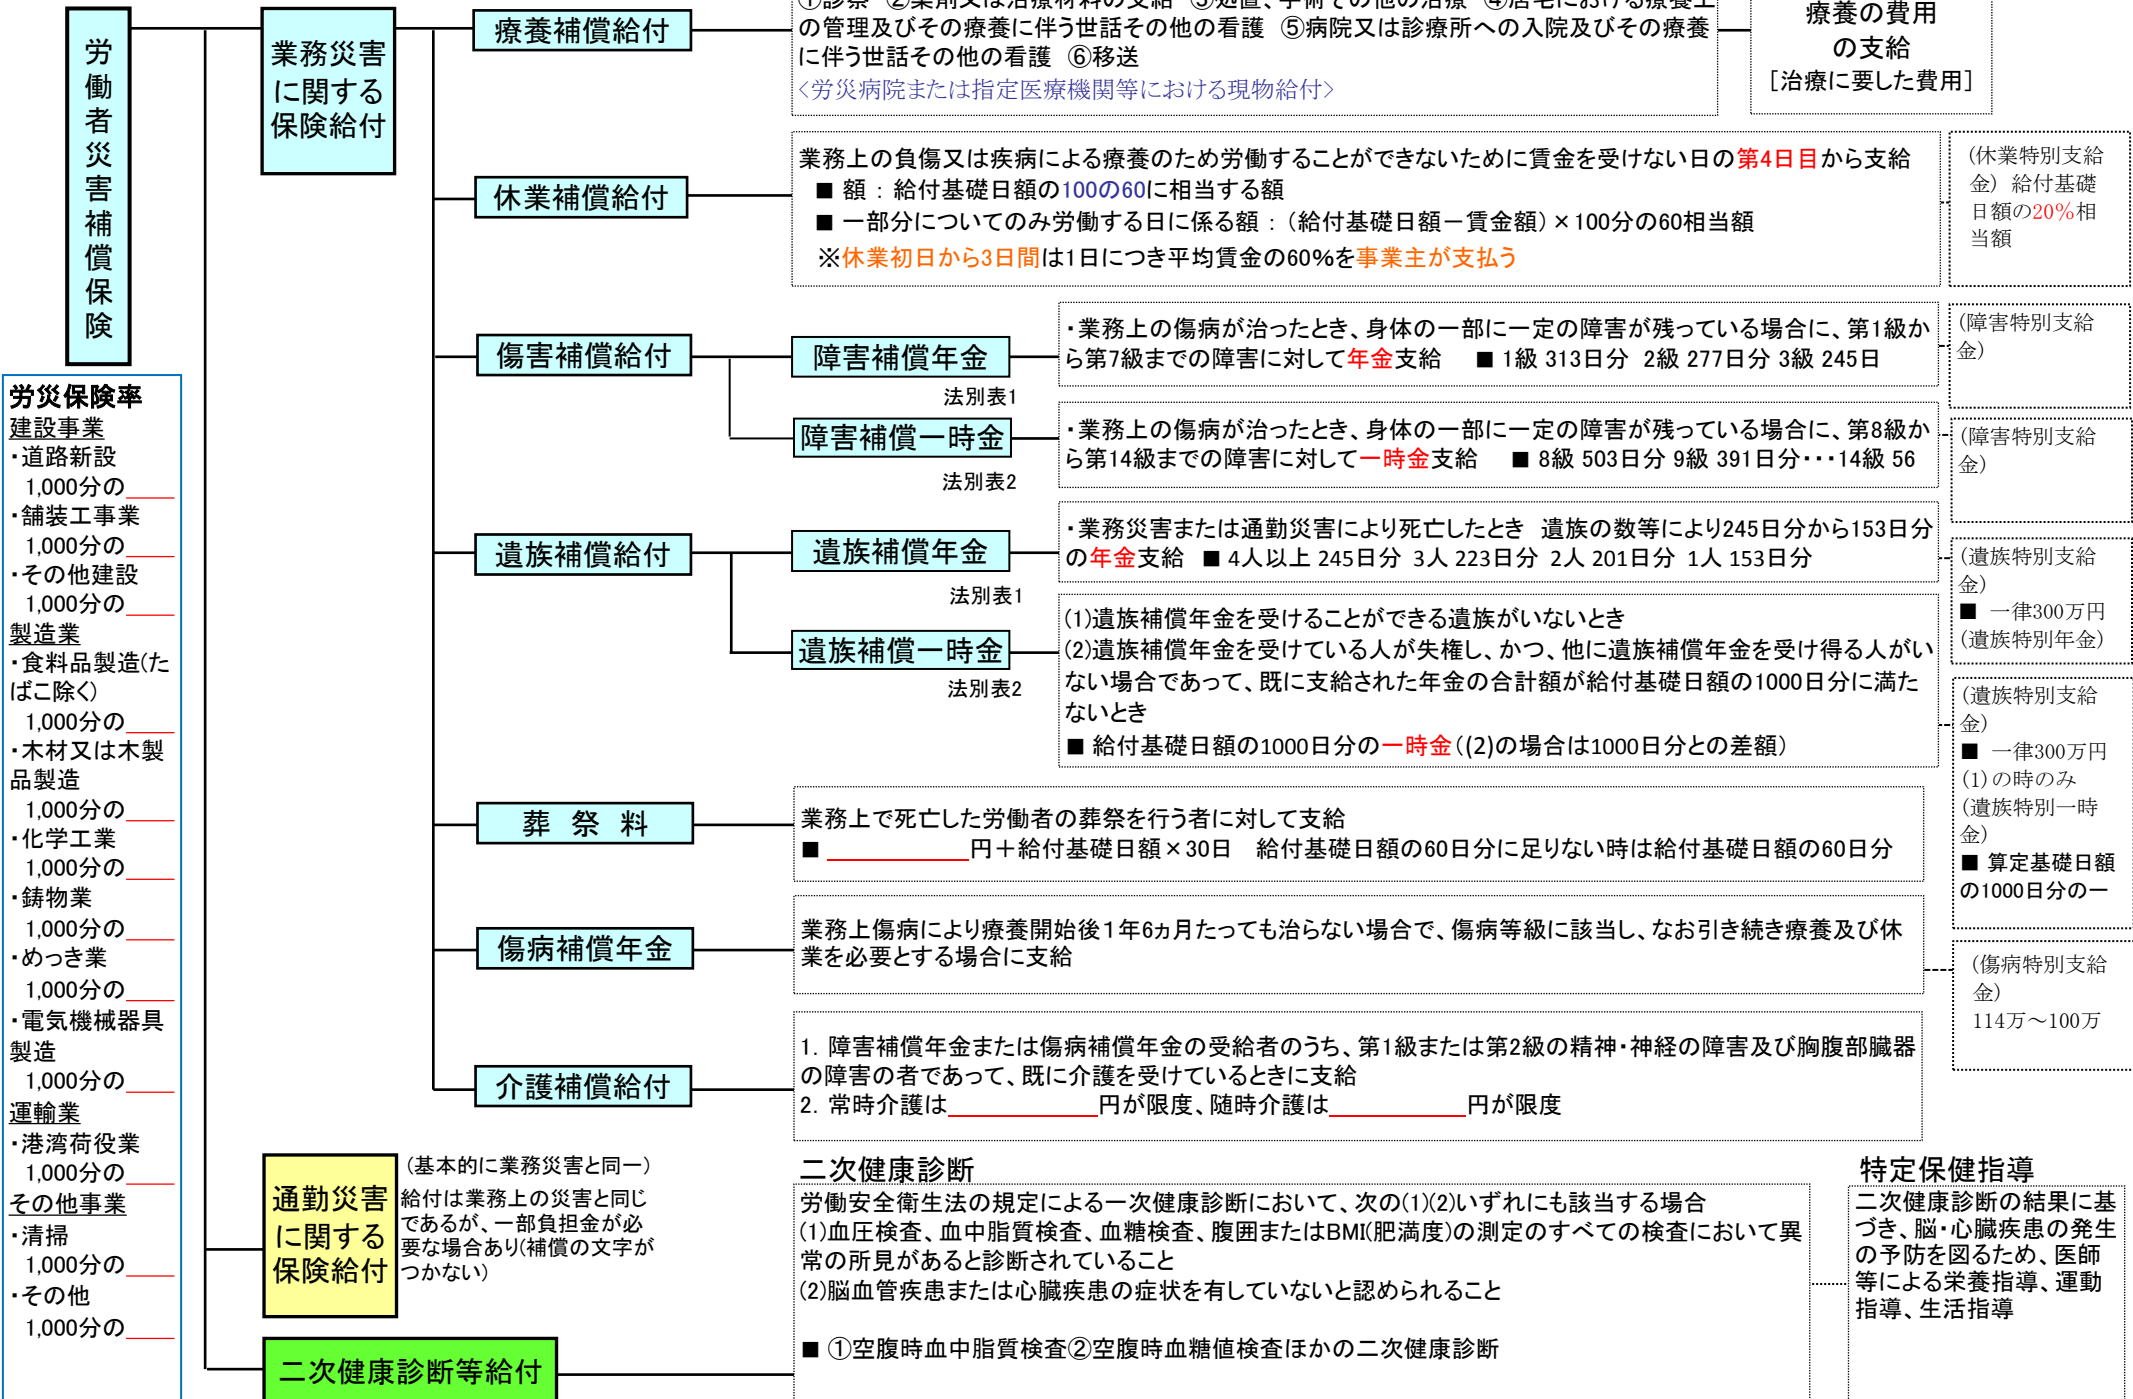 労働者災害補償保険
業務災害
に関する
保険給付
療養補償給付
①診察　②薬剤又は治療材料の支給　③処置、手術その他の治療　④居宅における療養上
の管理及びその療養に伴う世話その他の看護　⑤病院又は診療所への入院及びその療養
に伴う世話その他の看護　⑥移送
<労災病院または指定医療機関等における現物給付>
療養の費用
の支給
[治療に要した費用]
休業補償給付
業務上の負傷又は疾病による療養のため労働することができないために賃金を受けない日の第4日目から支給
■ 額：給付基礎日額の100の60に相当する額
■ 一部分についてのみ労働する日に係る額：(給付基礎日額－賃金額)×100分の60相当額
※休業初日から3日間は1日につき平均賃金の60％を事業主が支払う
(休業特別支給
金) 給付基礎
日額の20％相
当額
傷害補償給付
障害補償年金
法別表1
・業務上の傷病が治ったとき、身体の一部に一定の障害が残っている場合に、第1級か
ら第7級までの障害に対して年金支給　■ 1級 313日分 2級 277日分 3級 245日
(障害特別支給
金)
障害補償一時金
法別表2
・業務上の傷病が治ったとき、身体の一部に一定の障害が残っている場合に、第8級か
ら第14級までの障害に対して一時金支給　■ 8級 503日分 9級 391日分・・・14級 56
(障害特別支給
金)
遺族補償給付
遺族補償年金
法別表1
・業務災害または通勤災害により死亡したとき　遺族の数等により245日分から153日分
の年金支給　■ 4人以上 245日分 3人 223日分 2人 201日分 1人 153日分
(遺族特別支給
金)
■ 一律300万円
(遺族特別年金)
遺族補償一時金
法別表2
(1)遺族補償年金を受けることができる遺族がいないとき
(2)遺族補償年金を受けている人が失権し、かつ、他に遺族補償年金を受け得る人がい
ない場合であって、既に支給された年金の合計額が給付基礎日額の1000日分に満た
ないとき
■ 給付基礎日額の1000日分の一時金((2)の場合は1000日分との差額)
(遺族特別支給
金)
■ 一律300万円
(1)の時のみ
(遺族特別一時
金)
■ 算定基礎日額
の1000日分の一
葬　祭　料
業務上で死亡した労働者の葬祭を行う者に対して支給
■ ＿＿＿＿＿円＋給付基礎日額×30日　給付基礎日額の60日分に足りない時は給付基礎日額の60日分
傷病補償年金
業務上傷病により療養開始後１年6ヵ月たっても治らない場合で、傷病等級に該当し、なお引き続き療養及び休
業を必要とする場合に支給
(傷病特別支給
金)
114万～100万
介護補償給付
1. 障害補償年金または傷病補償年金の受給者のうち、第1級または第2級の精神・神経の障害及び胸腹部臓器
の障害の者であって、既に介護を受けているときに支給
2. 常時介護は＿＿＿＿＿円が限度、随時介護は＿＿＿＿＿円が限度
労災保険率
建設事業
・道路新設
1,000分の＿＿
・舗装工事業
1,000分の＿＿
・その他建設
1,000分の＿＿
製造業
・食料品製造(た
ばこ除く)
1,000分の＿＿
・木材又は木製
品製造
1,000分の＿＿
・化学工業
1,000分の＿＿
・鋳物業
1,000分の＿＿
・めっき業
1,000分の＿＿
・電気機械器具
製造
1,000分の＿＿
運輸業
・港湾荷役業
1,000分の＿＿
その他事業
・清掃
1,000分の＿＿
・その他
1,000分の＿＿
通勤災害
に関する
保険給付
(基本的に業務災害と同一)
給付は業務上の災害と同じ
であるが、一部負担金が必
要な場合あり(補償の文字が
つかない)
二次健康診断等給付
二次健康診断
労働安全衛生法の規定による一次健康診断において、次の(1)(2)いずれにも該当する場合
(1)血圧検査、血中脂質検査、血糖検査、腹囲またはBMI(肥満度)の測定のすべての検査において異
常の所見があると診断されていること
(2)脳血管疾患または心臓疾患の症状を有していないと認められること
■ ①空腹時血中脂質検査②空腹時血糖値検査ほかの二次健康診断
特定保健指導
二次健康診断の結果に基
づき、脳・心臓疾患の発生
の予防を図るため、医師
等による栄養指導、運動
指導、生活指導